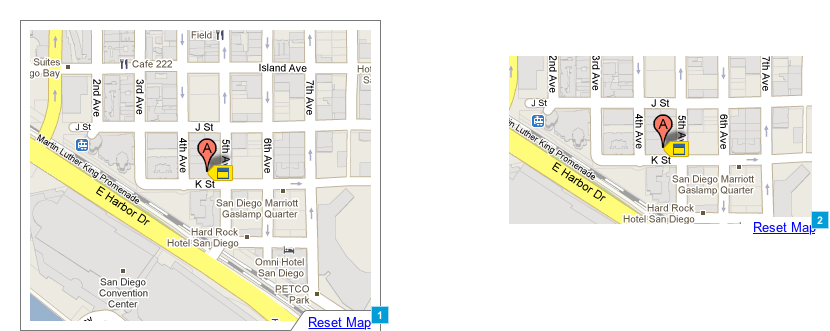 Field
Suites
go Bay
Cafe 222
Island Ave
Hot
Sa
2nd Ave
3rd Ave
7th Ave
J St
J St
4th Ave
5th Ave
6th Ave
A
Martin Luther King Promenade
K St
E Harbor Dr
San Diego Marriott
Gaslamp Quarter
Hard Rock
Hotel San Diego
Omni Hotel
San Diego
San Diego
Convention
Center
PETCO
Park
Reset Map
1
2nd Ave
3rd Ave
7th Ave
J St
J St
4th Ave
5th Ave
6th Ave
A
Martin Luther King Promenade
K St
E Harbor Dr
San Diego Marriott
Gaslamp Quarter
Hard Rock
Hotel San Diego
Reset Map
2